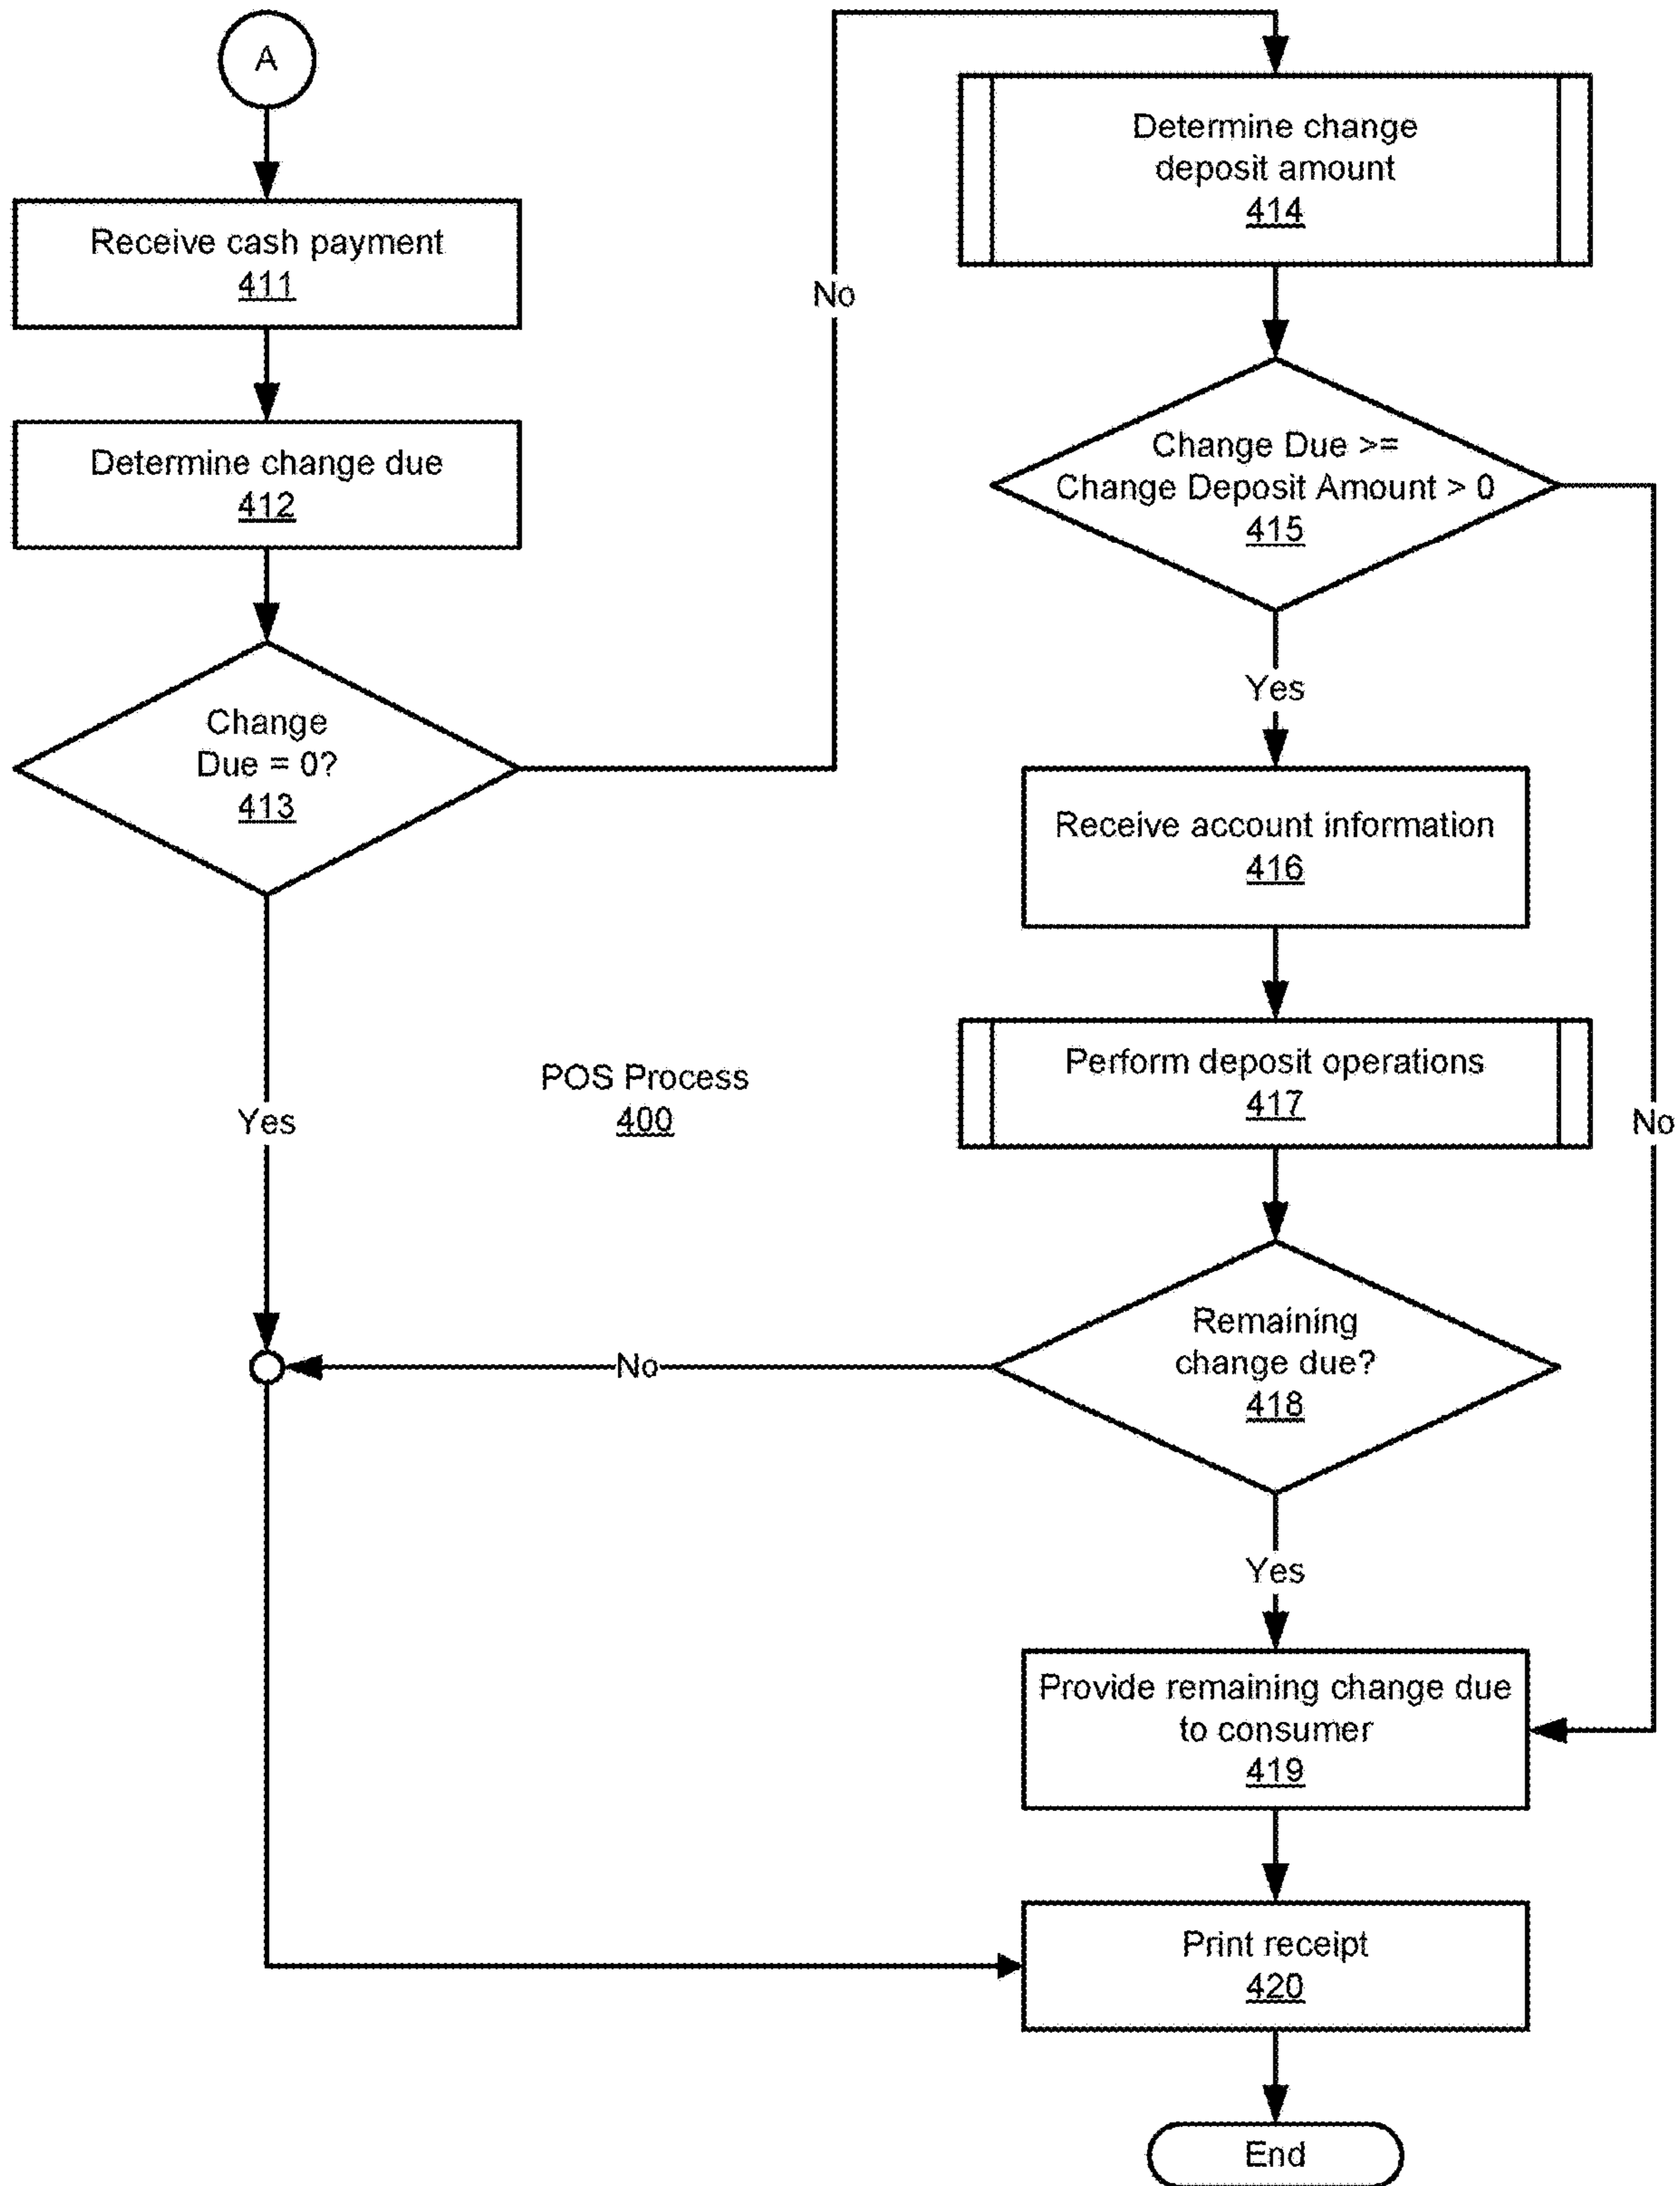 A
Receive cash payment
411
Determine change due
412
Change
Due = 0?
413
Yes
No
POS Process
400
Determine change
deposit amount
414
Change Due >=
Change Deposit Amount > 0
415
Yes
No
Receive account information
416
Perform deposit operations
417
Remaining
change due?
418
No
Yes
Provide remaining change due
to consumer
419
Print receipt
420
End